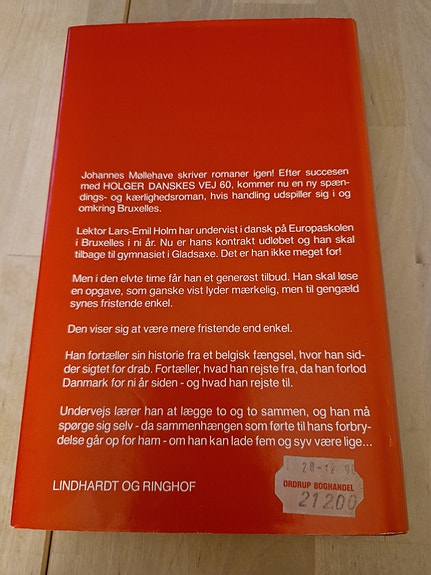 Johannes Møllehave skriver romaner igen! Efter succesen
med HOLGER DANSKES VEJ 60, kommer nu en ny spæn-
dings- og kærlighedsroman, hvis handling udspiller sig i og
omkring Bruxelles.
Lektor Lars-Emil Holm har undervist i dansk på Europaskolen
i Bruxelles i ni år. Nu er hans kontrakt udløbet og han skal
tilbage til gymnasiet i Gladsaxe. Det er han ikke meget for!
Men i den elvte time får han et generøst tilbud. Han skal løse
en opgave, som ganske vist lyder mærkelig, men til gengæld
synes fristende enkel.
Den viser sig at være mere fristende end enkel.
Han fortæller sin historie fra et belgisk fængsel, hvor han sid-
der sigtet for drab. Fortæller, hvad han rejste fra, da han forlod
Danmark for ni år siden - og hvad han rejste til.
Undervejs lærer han at lægge to og to sammen, og han må
spørge sig selv - da sammenhængen som førte til hans forbry-
delse går op for ham - om han kan lade fem og syv være lige...
LINDHARDT OG RINGHOF
ORDRUP BOGHANDEL
212.00